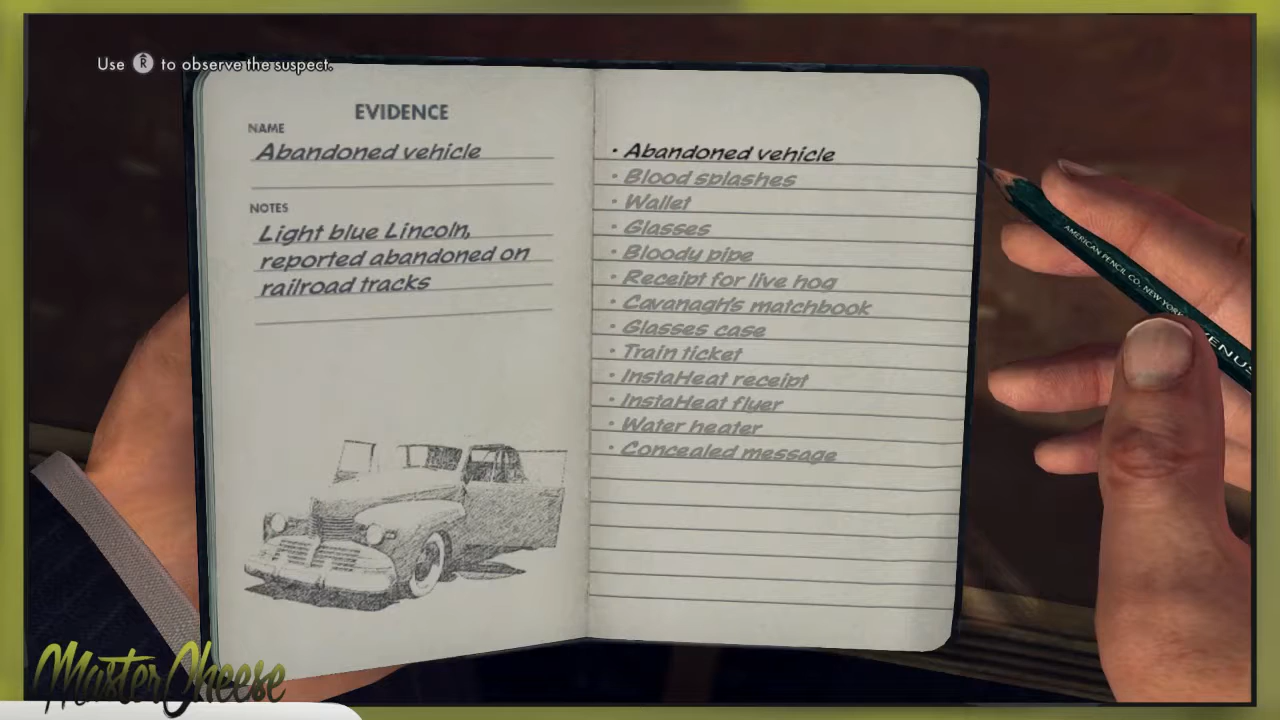 Use R to observe the suspect.
EVIDENCE
NAME
Abandoned vehicle
NOTES
Light blue Lincoln,
reported abandoned on
railroad tracks
· Abandoned vehicle
· Blood splashes
· Wallet
· Glasses
· Bloody pipe
· Receipt for live hog
· Cavanagh's matchbook
· Glasses case
· Train ticket
· InstaHeat receipt
· InstaHeat flyer
· Water heater
· Concealed message
AMERICAN PENCIL CO. NEW YORK
VENUS
MasterCheese